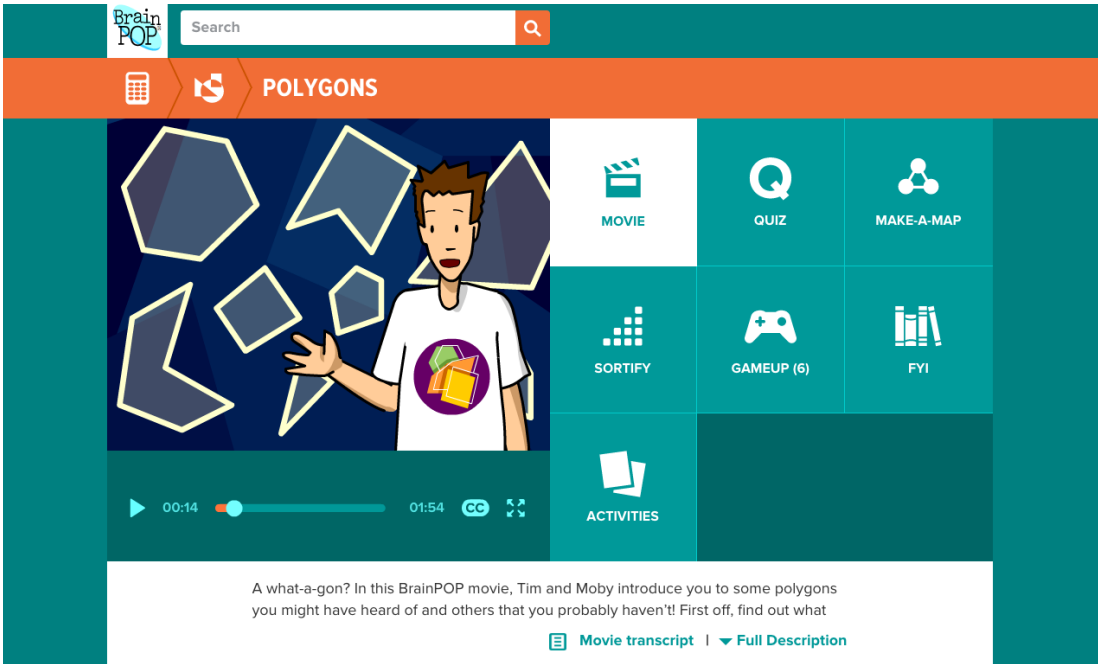 Brain
POP
Search
POLYGONS
MOVIE
QUIZ
MAKE-A-MAP
SORTIFY
GAMEUP (6)
FYI
ACTIVITIES
00:14
01:54
CC
A what-a-gon? In this BrainPOP movie, Tim and Moby introduce you to some polygons
you might have heard of and others that you probably haven't! First off, find out what
Movie transcript | Full Description